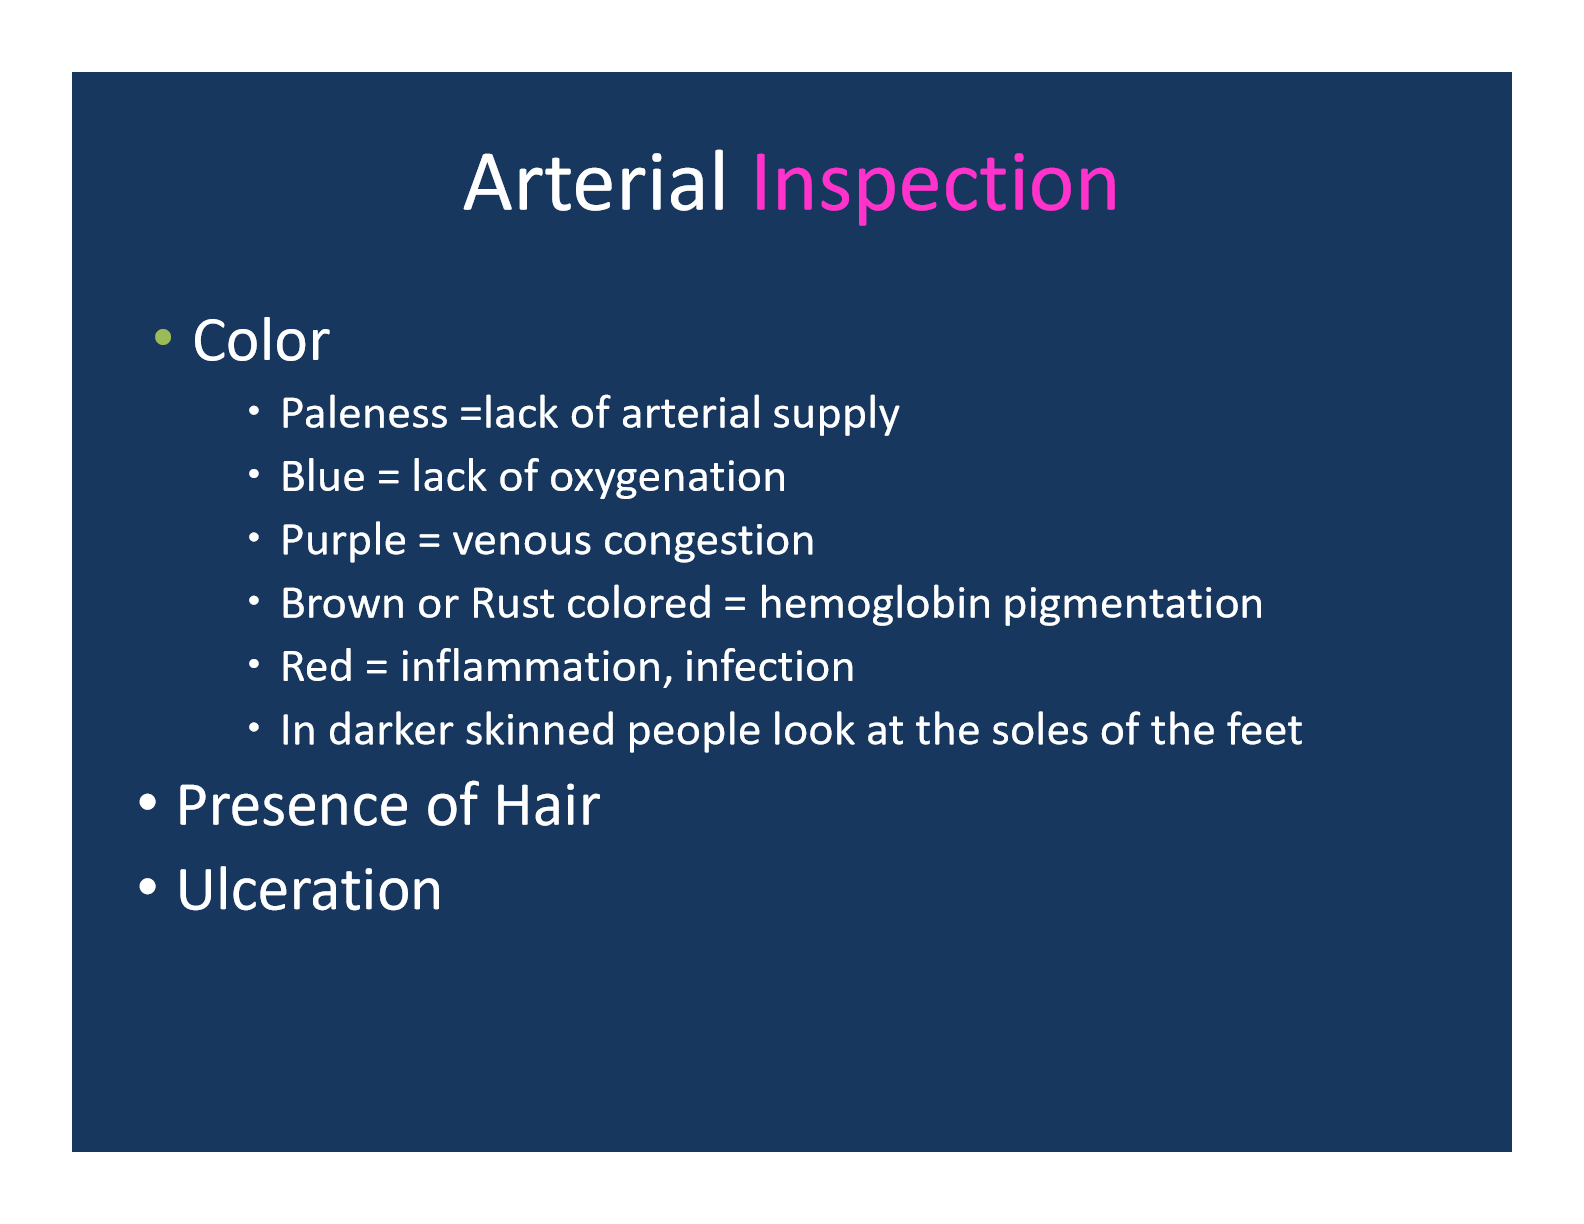 Arterial Inspection
• Color
• Paleness =lack of arterial supply
• Blue = lack of oxygenation
• Purple = venous congestion
• Brown or Rust colored = hemoglobin pigmentation
• Red = inflammation, infection
• In darker skinned people look at the soles of the feet
• Presence of Hair
• Ulceration